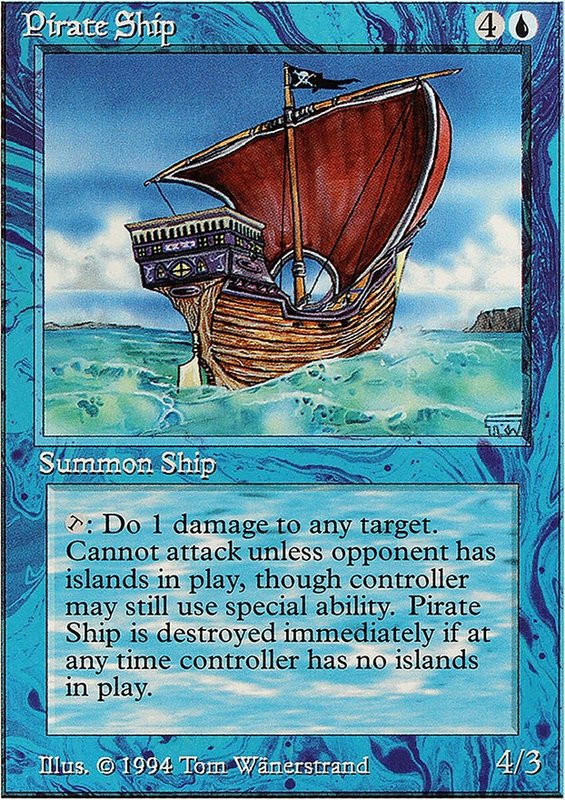 Pirate Ship 4
Summon Ship
T: Do 1 damage to any target.
Cannot attack unless opponent has
islands in play, though controller
may still use special ability. Pirate
Ship is destroyed immediately if at
any time controller has no islands
in play.
Illus. © 1994 Tom Wänerstrand 4/3